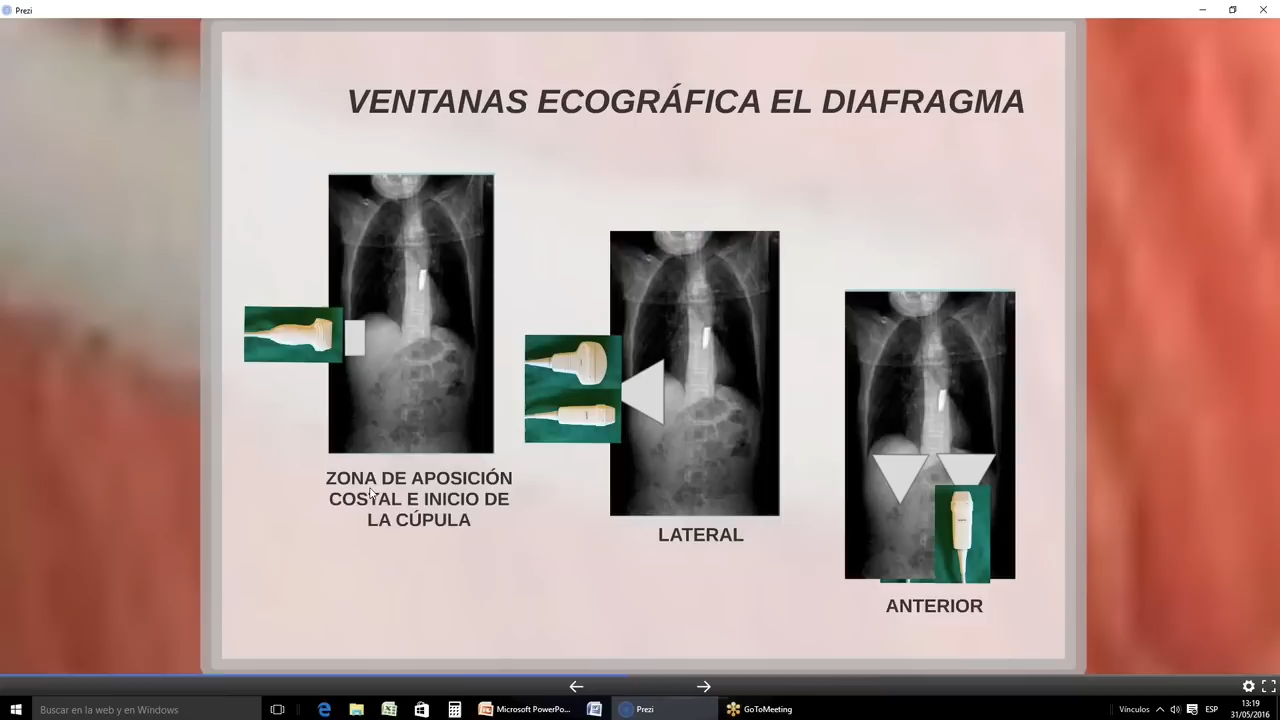 Prezi
VENTANAS ECOGRÁFICA EL DIAFRAGMA
ZONA DE APOSICIÓN
COSTAL E INICIO DE
LA CÚPULA
LATERAL
ANTERIOR
Buscar en la web y en Windows
Microsoft PowerPo...
Prezi
GoToMeeting
Vínculos
ESP
13:19
31/05/2016